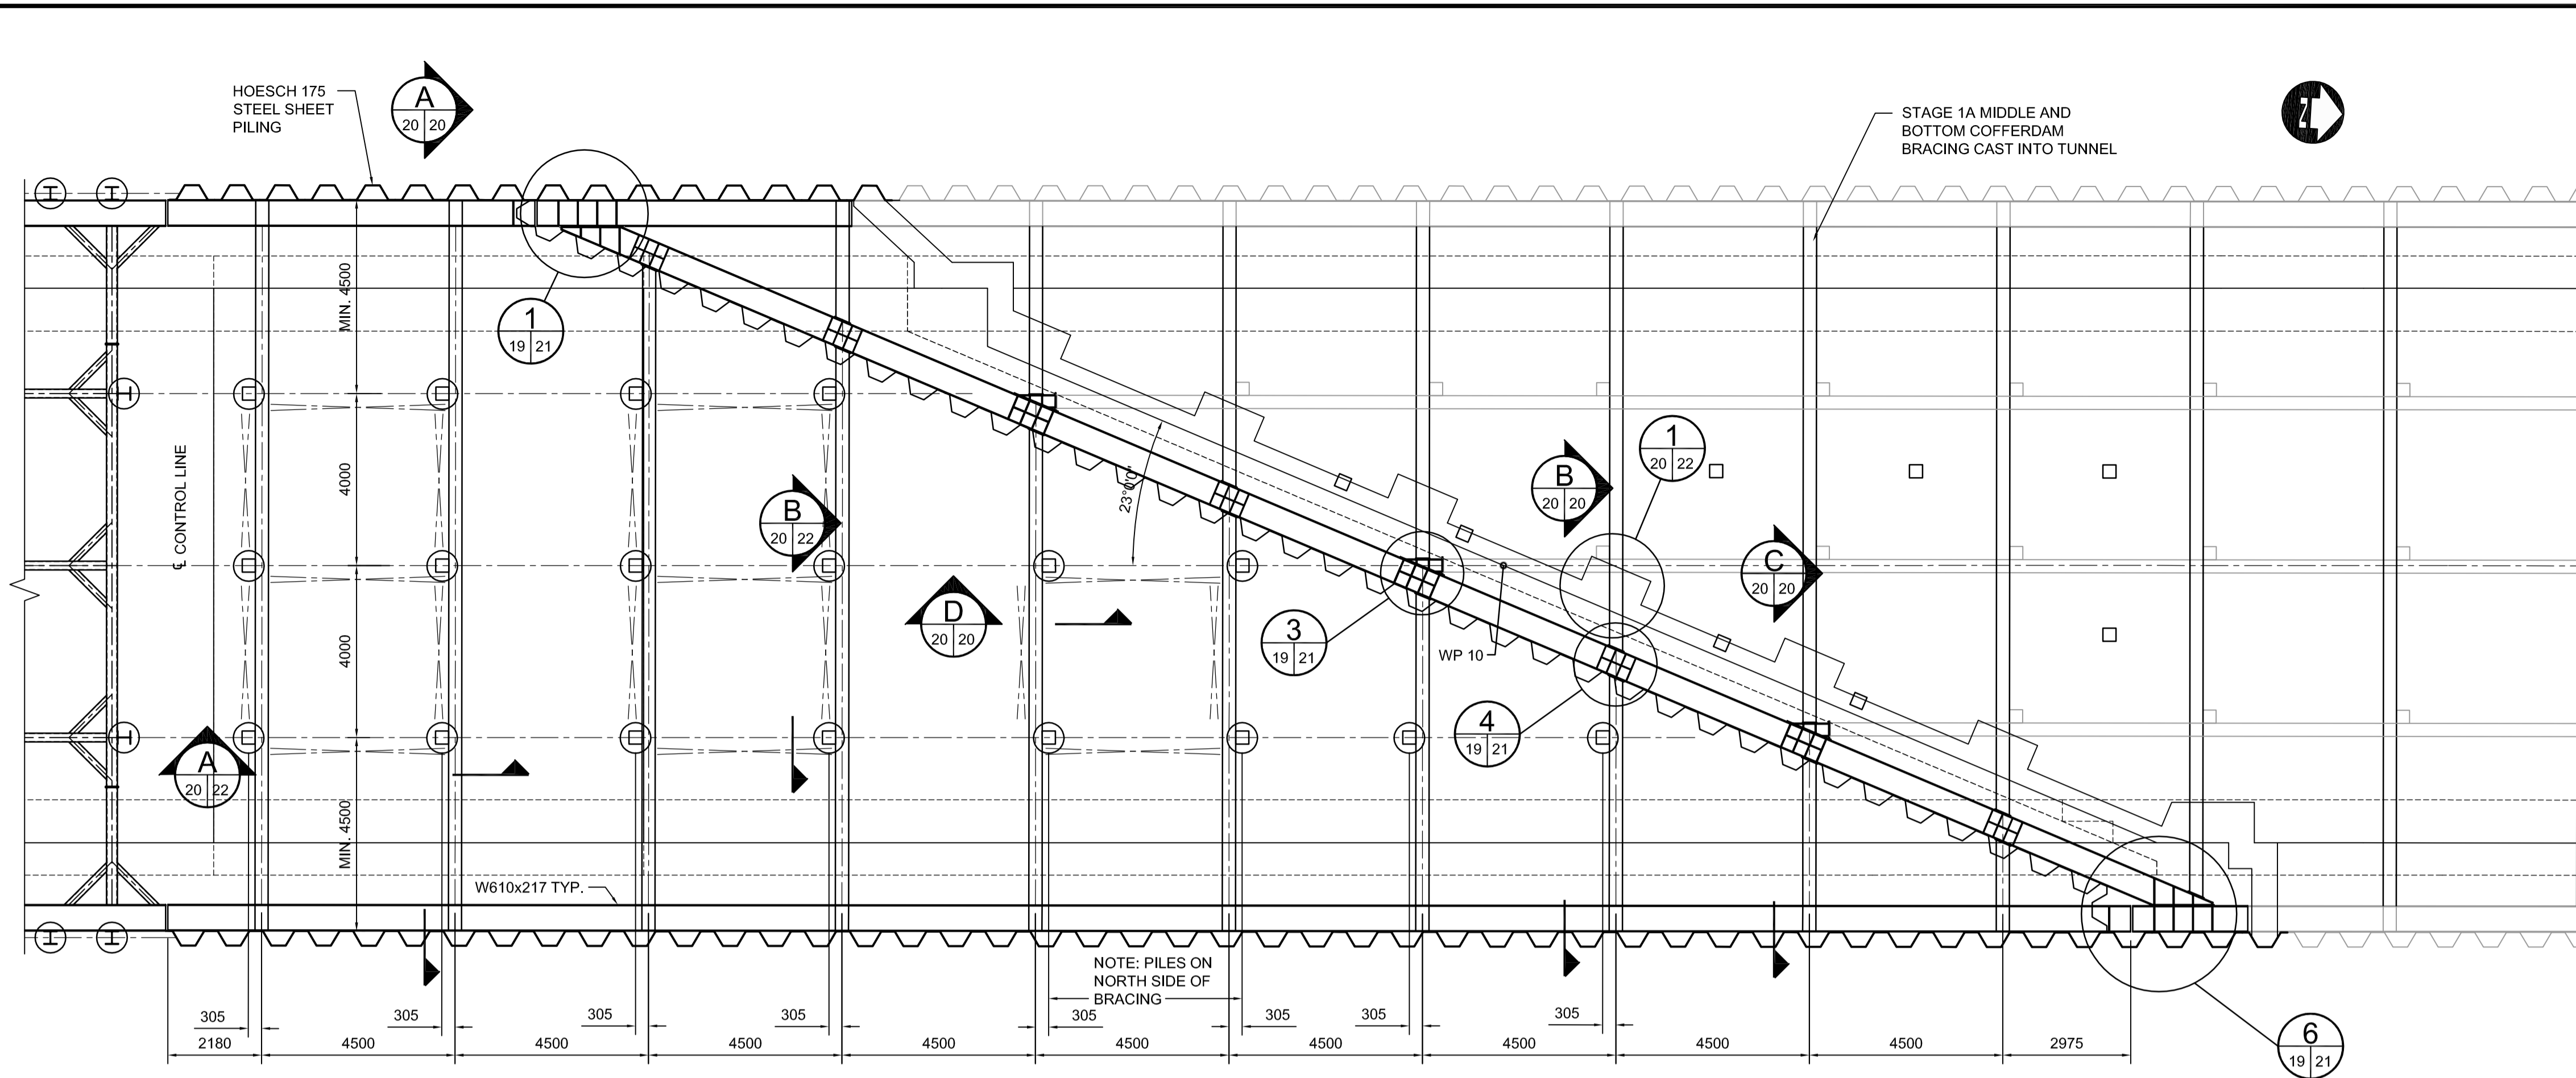 HOESCH 175
STEEL SHEET
PILING
A
20 20
STAGE 1A MIDDLE AND
BOTTOM COFFERDAM
BRACING CAST INTO TUNNEL
N
1
19 21
MIN. 4500
4000
4000
MIN. 4500
℄ CONTROL LINE
B
20 22
23°0'0"
B
20 20
1
20 22
C
20 20
D
20 20
3
19 21
WP 10
4
19 21
A
20 22
W610x217 TYP.
NOTE: PILES ON
NORTH SIDE OF
BRACING
305 305 305 305 305 305 305 305
2180 4500 4500 4500 4500 4500 4500 4500 4500 4500 2975
6
19 21